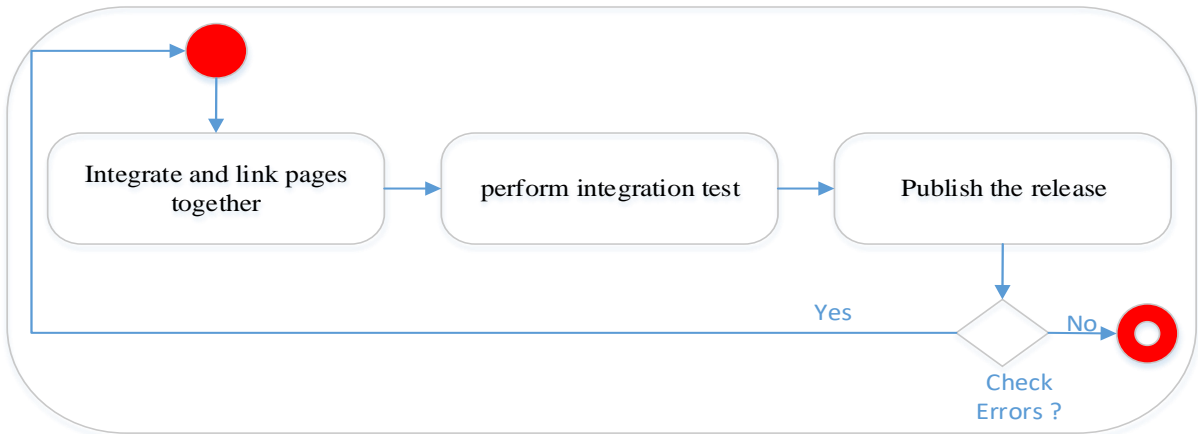 Integrate and link pages
together
perform integration test
Publish the release
Yes
No
Check
Errors ?